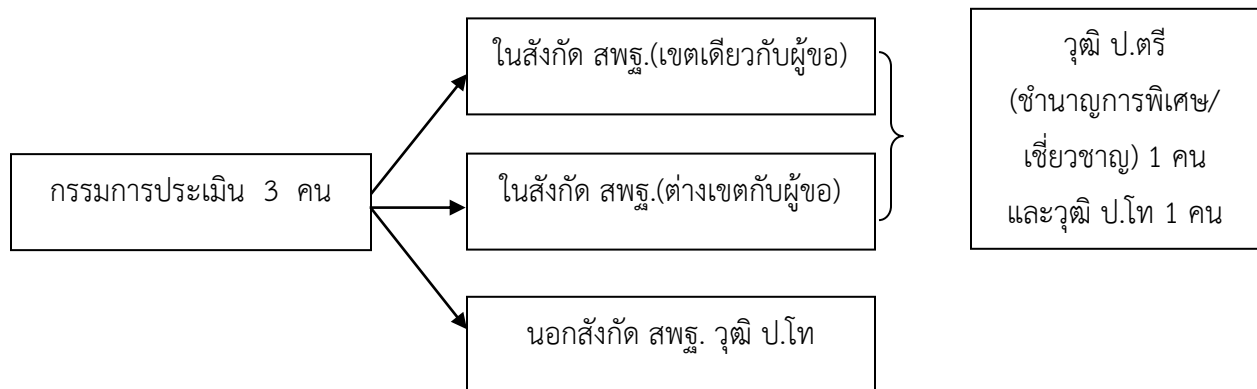 กรรมการประเมิน 3 คน
ในสังกัด สพฐ.(เขตเดียวกับผู้ขอ)
ในสังกัด สพฐ.(ต่างเขตกับผู้ขอ)
นอกสังกัด สพฐ. วุฒิ ป.โท
วุฒิ ป.ตรี
(ชำนาญการพิเศษ/
เชี่ยวชาญ) 1 คน
และวุฒิ ป.โท 1 คน